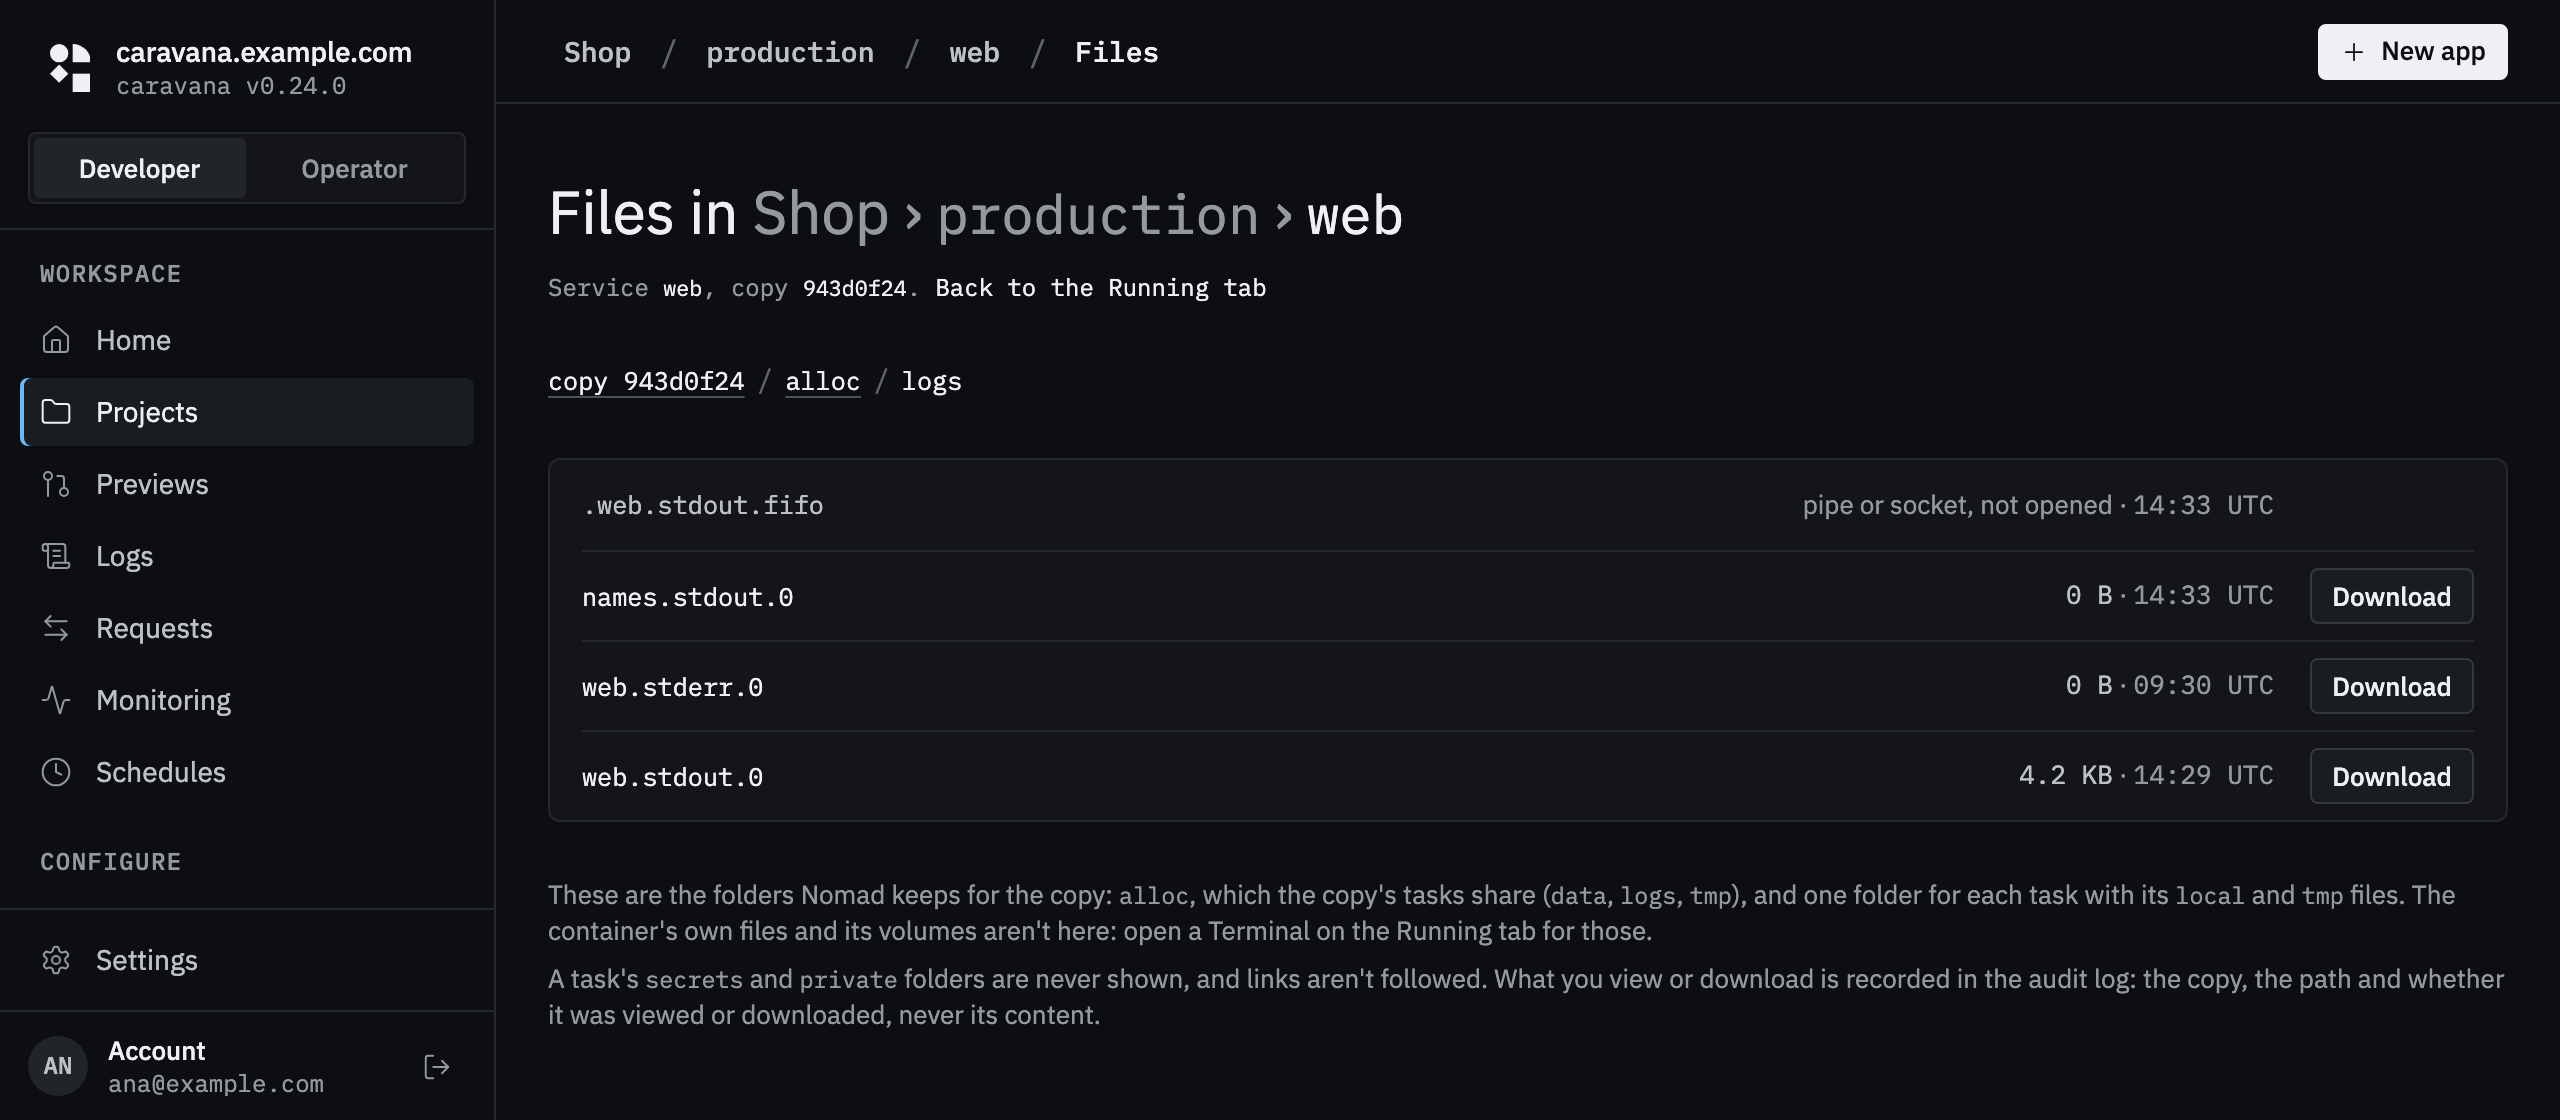 caravana.example.com
caravana v0.24.0
Developer
Operator
WORKSPACE
Home
Projects
Previews
Logs
Requests
Monitoring
Schedules
CONFIGURE
Settings
AN
Account
ana@example.com
Shop / production / web / Files
+ New app
Files in Shop › production › web
Service web, copy 943d0f24. Back to the Running tab
copy 943d0f24 / alloc / logs
.web.stdout.fifo pipe or socket, not opened · 14:33 UTC
names.stdout.0 0 B · 14:33 UTC Download
web.stderr.0 0 B · 09:30 UTC Download
web.stdout.0 4.2 KB · 14:29 UTC Download
These are the folders Nomad keeps for the copy: alloc, which the copy's tasks share (data, logs, tmp), and one folder for each task with its local and tmp files. The
container's own files and its volumes aren't here: open a Terminal on the Running tab for those.
A task's secrets and private folders are never shown, and links aren't followed. What you view or download is recorded in the audit log: the copy, the path and whether
it was viewed or downloaded, never its content.